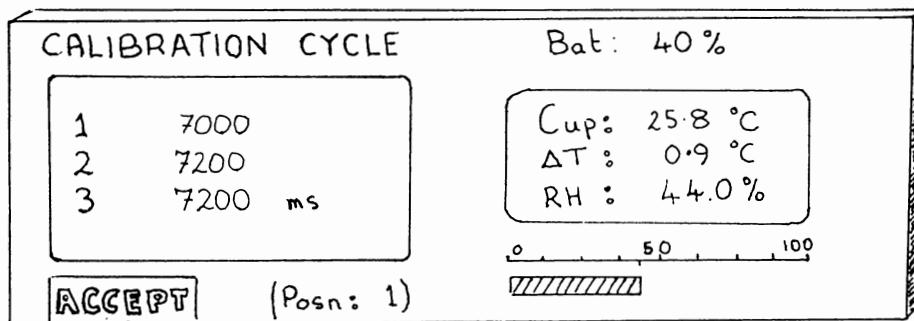 CALIBRATION CYCLE
Bat: 40%
1 7000
2 7200
3 7200 ms
Cup: 25.8 °C
ΔT: 0.9 °C
RH: 44.0%
0 50 100
ACCEPT (Posn: 1)